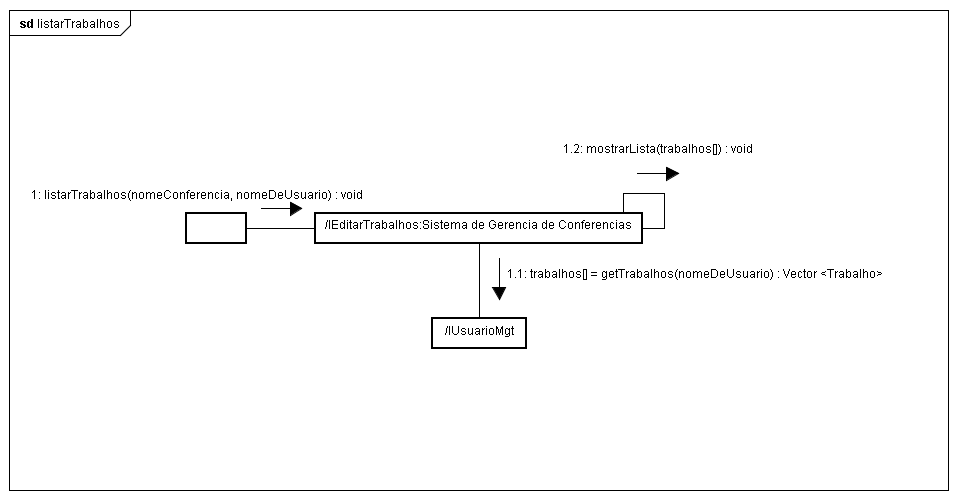 sd listarTrabalhos
1.2: mostrarLista(trabalhos[]) : void
1: listarTrabalhos(nomeConferencia, nomeDeUsuario) : void
/IEditarTrabalhos:Sistema de Gerencia de Conferencias
1.1: trabalhos[] = getTrabalhos(nomeDeUsuario) : Vector <Trabalho>
/IUsuarioMgt